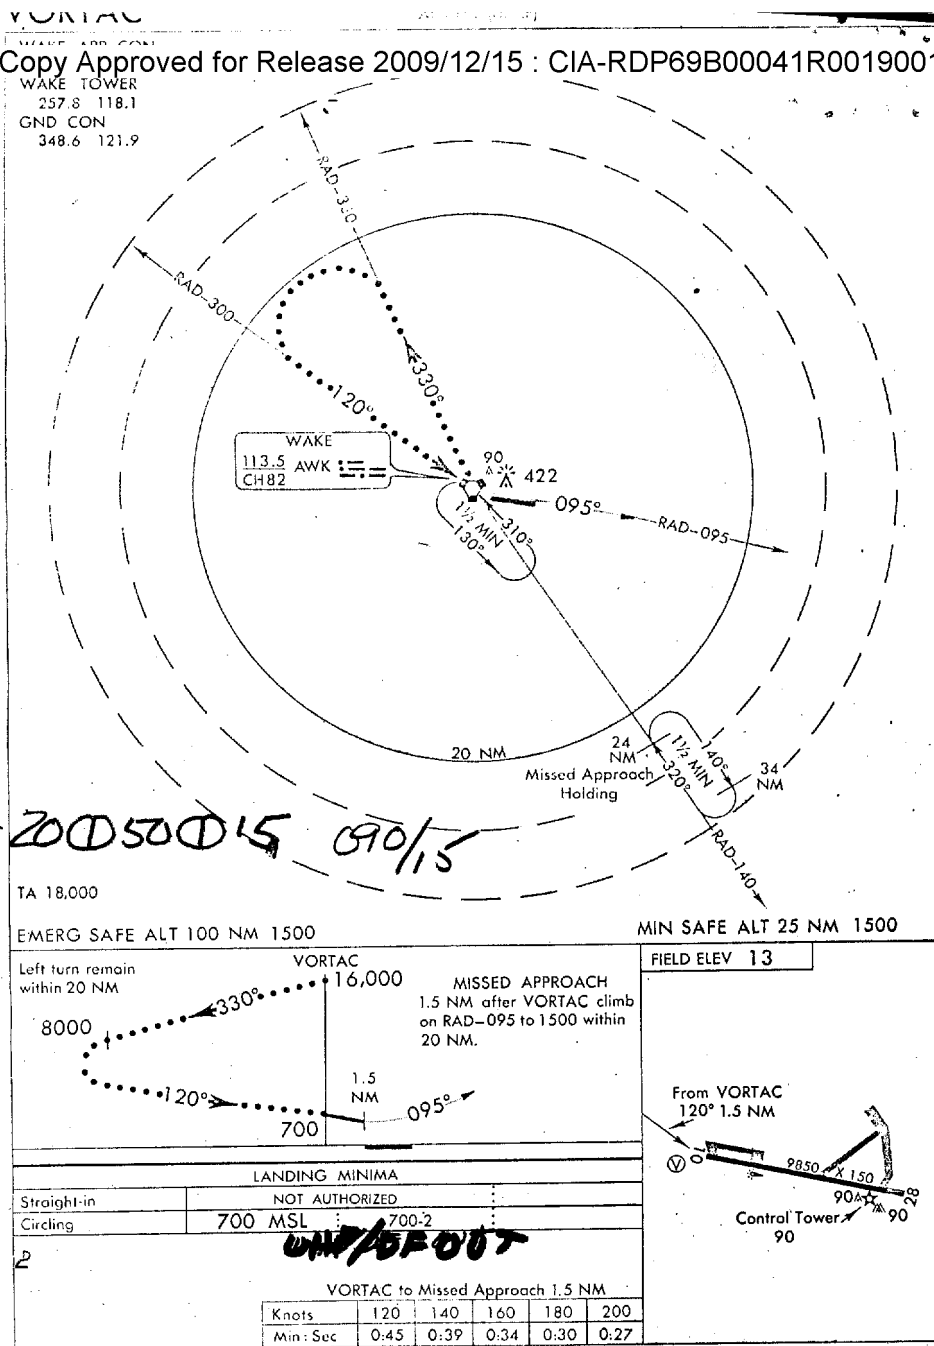 VORTAC
WAKE APP CON
Copy Approved for Release 2009/12/15 : CIA-RDP69B00041R001900
WAKE TOWER
257.8 118.1
GND CON
348.6 121.9
RAD-330
RAD-300
330°
120°
WAKE
113.5 AWK
CH82
90
422
095°
RAD-095
1½ MIN
310°
130°
20 NM
24 NM
Missed Approach
Holding
1½ MIN
140°
320°
34 NM
RAD-140
20①50①15 090/15
TA 18,000
EMERG SAFE ALT 100 NM 1500
MIN SAFE ALT 25 NM 1500
Left turn remain
within 20 NM
VORTAC
16,000
330°
8000
120°
700
1.5
NM
095°
MISSED APPROACH
1.5 NM after VORTAC climb
on RAD-095 to 1500 within
20 NM.
FIELD ELEV 13
From VORTAC
120° 1.5 NM
V
10
9850 X 150
28
90
90
Control Tower
90
LANDING MINIMA
Straight-in NOT AUTHORIZED
Circling 700 MSL 700-2
VORTAC to Missed Approach 1.5 NM
Knots 120 140 160 180 200
Min : Sec 0:45 0:39 0:34 0:30 0:27